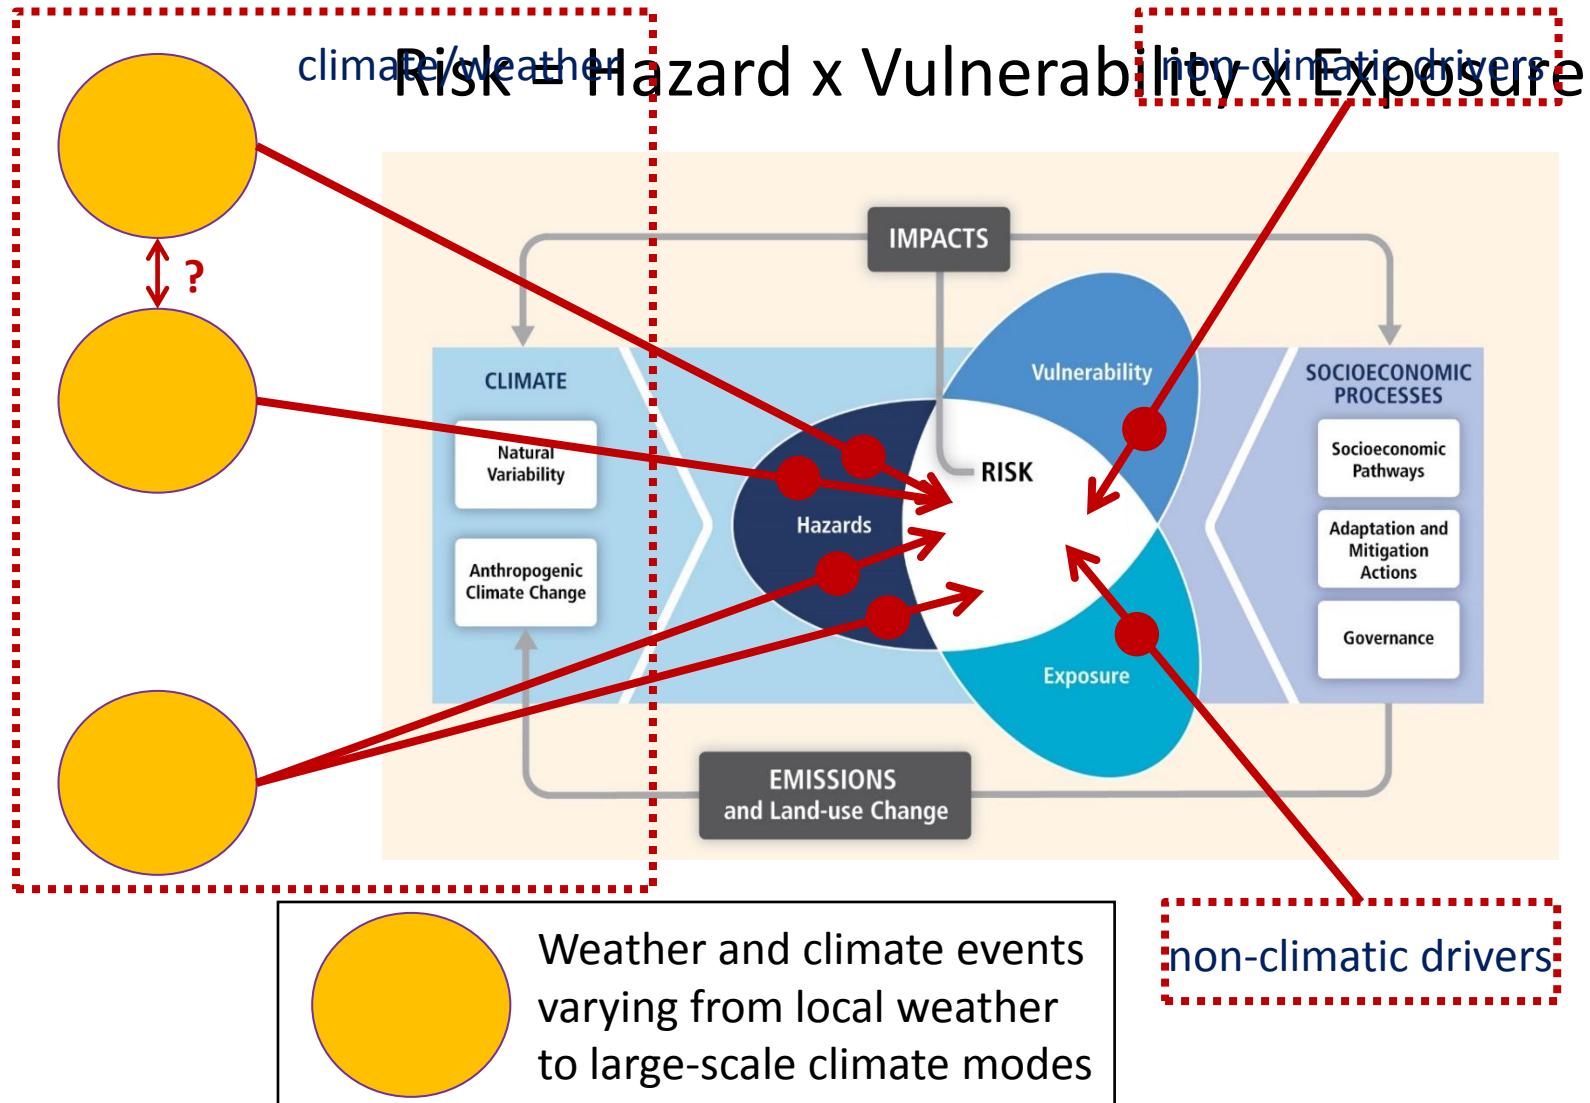 climate/weather
Risk = Hazard x Vulnerability x Exposure
non-climatic drivers
?
IMPACTS
CLIMATE
Natural
Variability
Anthropogenic
Climate Change
Vulnerability
RISK
Hazards
Exposure
SOCIOECONOMIC
PROCESSES
Socioeconomic
Pathways
Adaptation and
Mitigation
Actions
Governance
EMISSIONS
and Land-use Change
Weather and climate events
varying from local weather
to large-scale climate modes
non-climatic drivers